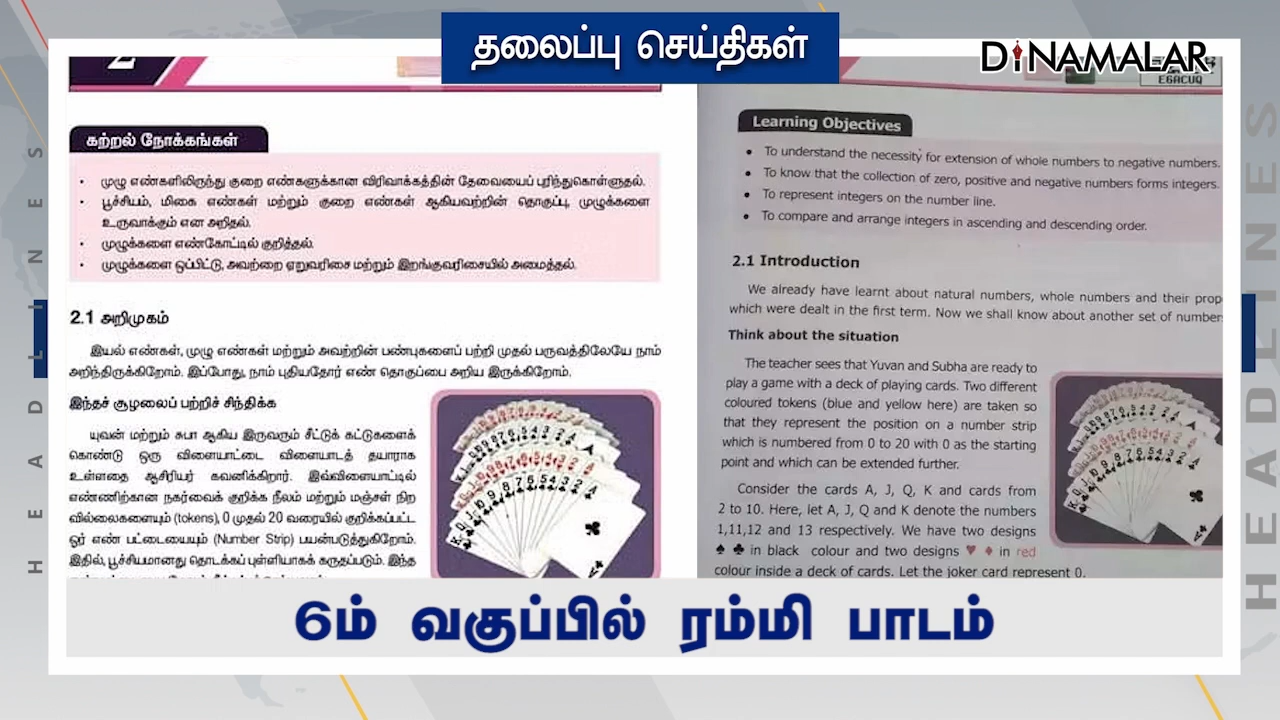 தலைப்பு செய்திகள்
DINAMALAR
HEADLINES
HEADLINES
2
E6ACUQ
கற்றல் நோக்கங்கள்
• முழு எண்களிலிருந்து குறை எண்களுக்கான விரிவாக்கத்தின் தேவையைப் புரிந்துகொள்ளுதல்.
• பூச்சியம், மிகை எண்கள் மற்றும் குறை எண்கள் ஆகியவற்றின் தொகுப்பு, முழுக்களை
உருவாக்கும் என அறிதல்.
• முழுக்களை எண்கோட்டில் குறித்தல்.
• முழுக்களை ஒப்பிட்டு, அவற்றை ஏறுவரிசை மற்றும் இறங்குவரிசையில் அமைத்தல்.
2.1 அறிமுகம்
இயல் எண்கள், முழு எண்கள் மற்றும் அவற்றின் பண்புகளைப் பற்றி முதல் பருவத்திலேயே நாம்
அறிந்திருக்கிறோம். இப்போது, நாம் புதியதோர் எண் தொகுப்பை அறிய இருக்கிறோம்.
இந்தச் சூழலைப் பற்றிச் சிந்திக்க
யுவன் மற்றும் சுபா ஆகிய இருவரும் சீட்டுக் கட்டுகளைக்
கொண்டு ஒரு விளையாட்டை விளையாடத் தயாராக
உள்ளதை ஆசிரியர் கவனிக்கிறார். இவ்விளையாட்டில்
எண்ணிற்கான நகர்வைக் குறிக்க நீலம் மற்றும் மஞ்சள் நிற
வில்லைகளையும் (tokens), 0 முதல் 20 வரையில் குறிக்கப்பட்ட
ஓர் எண் பட்டையையும் (Number Strip) பயன்படுத்துகிறோம்.
இதில், பூச்சியமானது தொடக்கப் புள்ளியாகக் கருதப்படும். இந்த
Learning Objectives
• To understand the necessity for extension of whole numbers to negative numbers.
• To know that the collection of zero, positive and negative numbers forms integers.
• To represent integers on the number line.
• To compare and arrange integers in ascending and descending order.
2.1 Introduction
We already have learnt about natural numbers, whole numbers and their prop
which were dealt in the first term. Now we shall know about another set of number
Think about the situation
The teacher sees that Yuvan and Subha are ready to
play a game with a deck of playing cards. Two different
coloured tokens (blue and yellow here) are taken so
that they represent the position on a number strip
which is numbered from 0 to 20 with 0 as the starting
point and which can be extended further.
Consider the cards A, J, Q, K and cards from
2 to 10. Here, let A, J, Q and K denote the numbers
1,11,12 and 13 respectively. We have two designs
♠ ♣ in black colour and two designs ♥ ♦ in red
colour inside a deck of cards. Let the joker card represent 0.
6ம் வகுப்பில் ரம்மி பாடம்